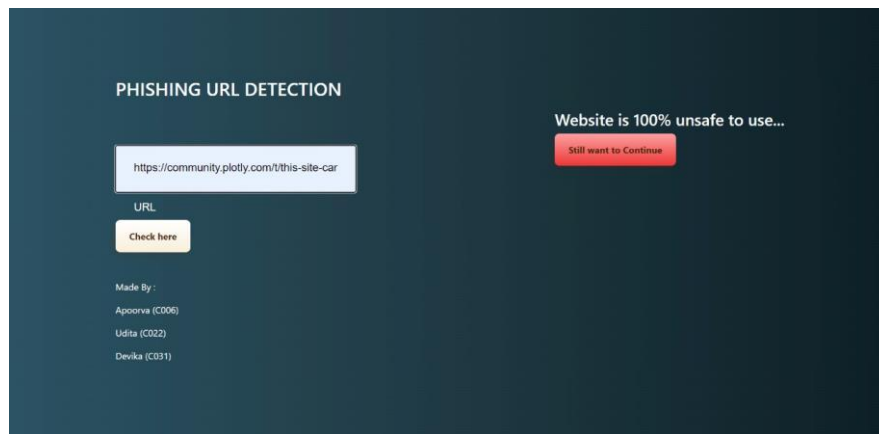 PHISHING URL DETECTION
https://community.plotly.com/t/this-site-car
URL
Check here
Made By :
Apoorva (C006)
Udita (C022)
Devika (C031)
Website is 100% unsafe to use...
Still want to Continue